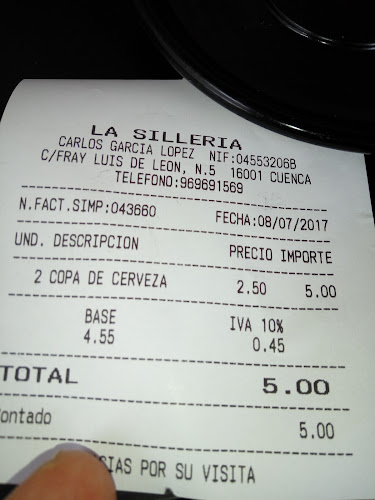 LA SILLERIA
CARLOS GARCIA LOPEZ NIF:04553206B
C/FRAY LUIS DE LEON, N.5 16001 CUENCA
TELEFONO:969691569
N.FACT.SIMP:043660 FECHA:08/07/2017
UND. DESCRIPCION PRECIO IMPORTE
2 COPA DE CERVEZA 2.50 5.00
BASE IVA 10%
4.55 0.45
TOTAL 5.00
ontado 5.00
IAS POR SU VISITA